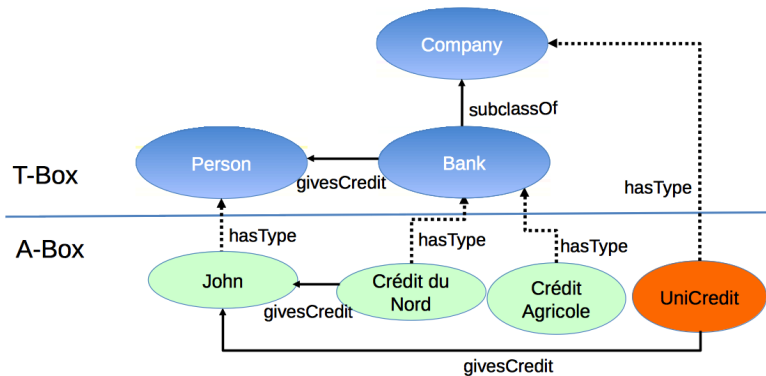 Company
subclassOf
Person
Bank
givesCredit
T-Box
hasType
A-Box
hasType
hasType
hasType
John
Crédit du
Nord
Crédit
Agricole
UniCredit
givesCredit
givesCredit